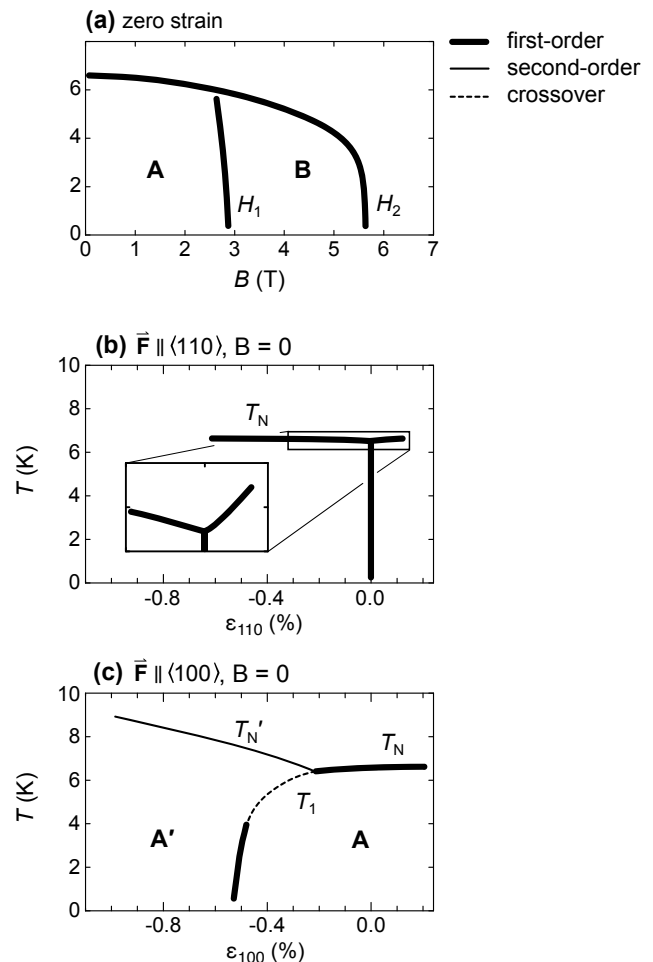 (a) zero strain
first-order
second-order
crossover
6
4
2
0
A
B
H1
H2
0 1 2 3 4 5 6 7
B (T)
(b) F⃗ ∥ ⟨110⟩, B = 0
10
8
6
4
2
0
T (K)
TN
-0.8 -0.4 0.0
ε110 (%)
(c) F⃗ ∥ ⟨100⟩, B = 0
10
8
6
4
2
0
T (K)
TN′
TN
T1
A′
A
-0.8 -0.4 0.0
ε100 (%)